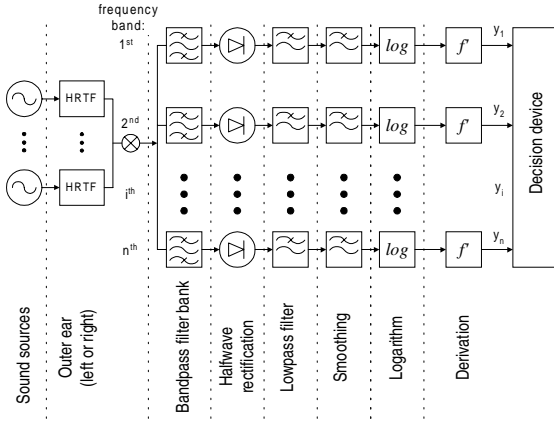 frequency
band:
1st
HRTF
2nd
HRTF
ith
nth
log
f'
y1
log
f'
y2
yi
log
f'
yn
Decision device
Sound sources
Outer ear
(left or right)
Bandpass filter bank
Halfwave
rectification
Lowpass filter
Smoothing
Logarithm
Derivation